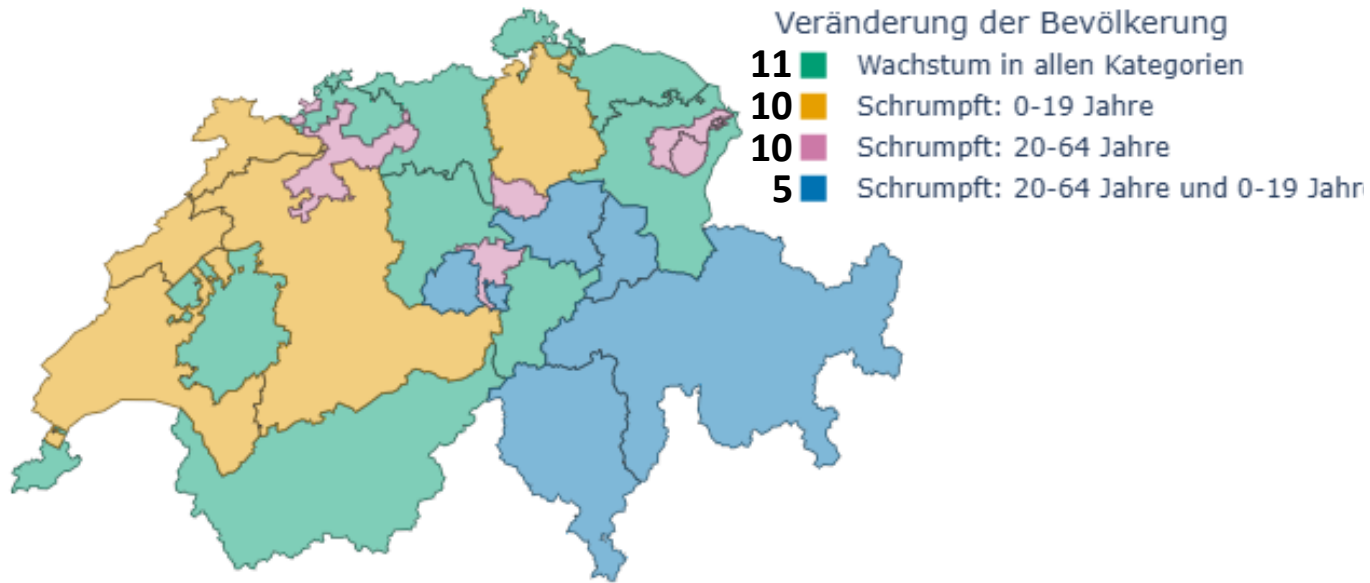 Veränderung der Bevölkerung
11 Wachstum in allen Kategorien
10 Schrumpft: 0-19 Jahre
10 Schrumpft: 20-64 Jahre
5 Schrumpft: 20-64 Jahre und 0-19 Jahre